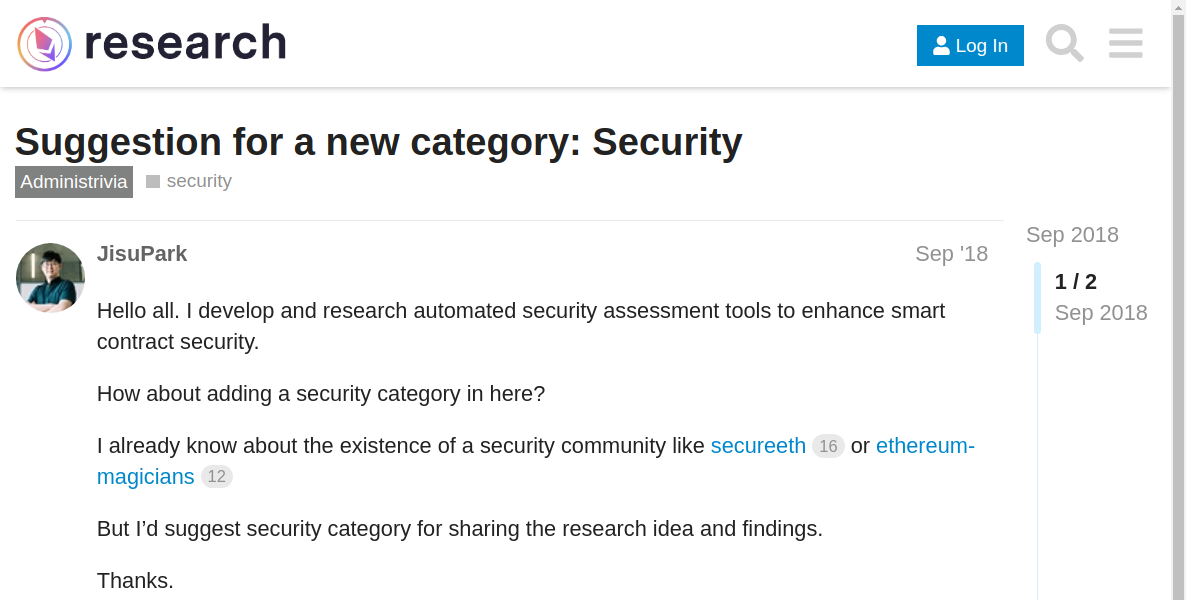 research
Log In
Suggestion for a new category: Security
Administrivia security
JisuPark
Sep '18
Sep 2018
1 / 2
Sep 2018
Hello all. I develop and research automated security assessment tools to enhance smart
contract security.
How about adding a security category in here?
I already know about the existence of a security community like secureeth 16 or ethereum-
magicians 12
But I’d suggest security category for sharing the research idea and findings.
Thanks.